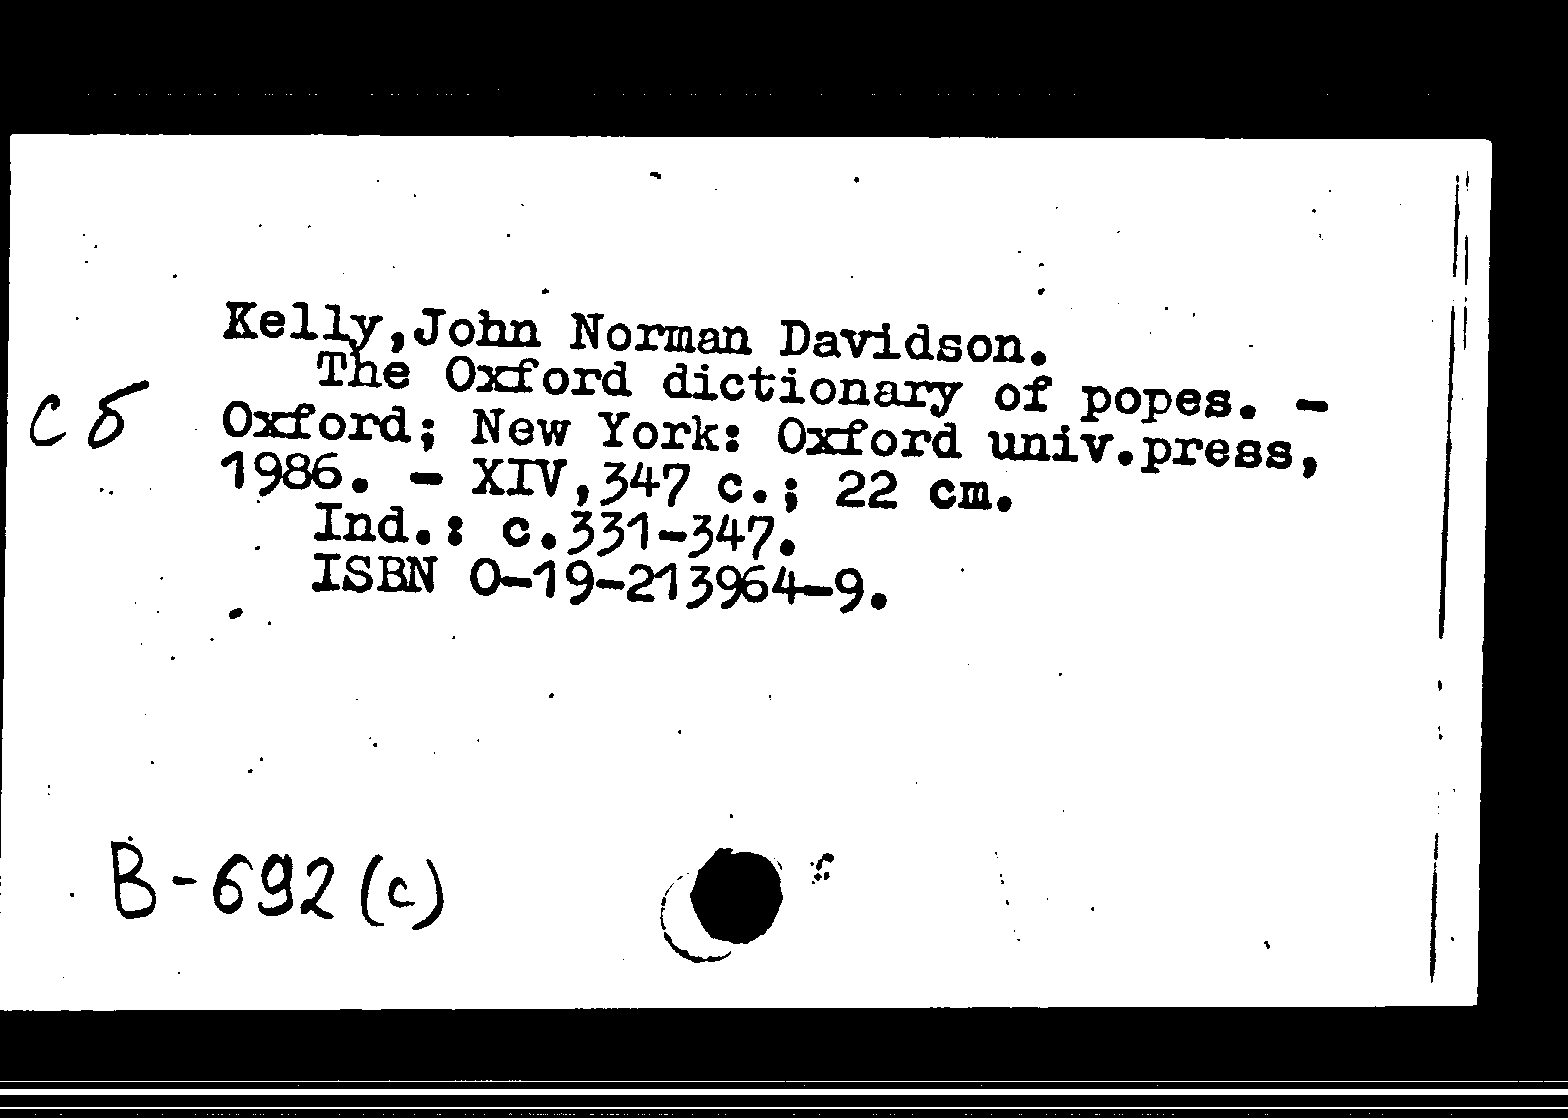 Kelly,John Norman Davidson.
The Oxford dictionary of popes. -
сб
Oxford; New York: Oxford univ.press,
1986. - XIV,347 с.; 22 cm.
Ind.: c.331-347.
ISBN 0-19-213964-9.
B-692(c)